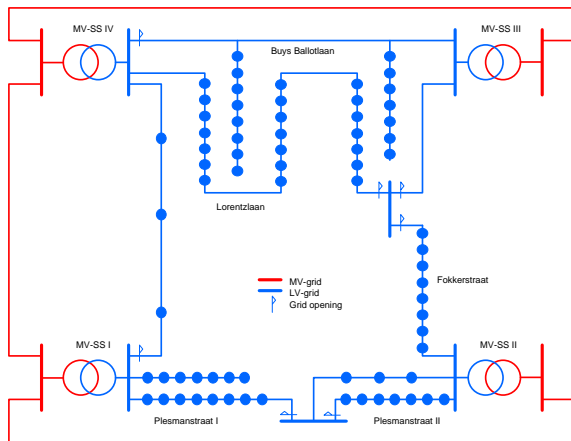 MV-SS IV
MV-SS III
Buys Ballotlaan
Lorentzlaan
Fokkerstraat
MV-grid
LV-grid
Grid opening
MV-SS I
MV-SS II
Plesmanstraat I
Plesmanstraat II